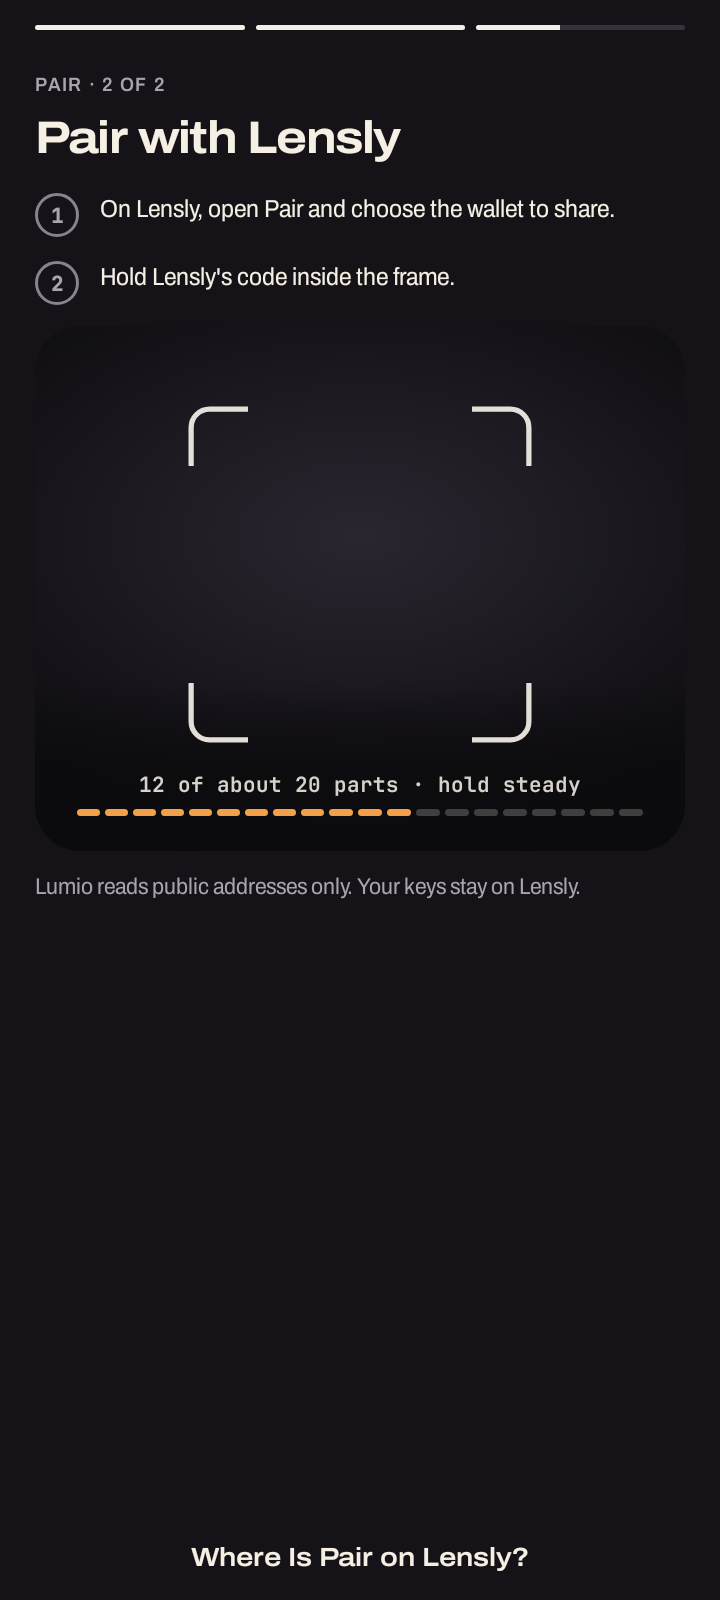 PAIR · 2 OF 2
Pair with Lensly
1 On Lensly, open Pair and choose the wallet to share.
2 Hold Lensly's code inside the frame.
12 of about 20 parts · hold steady
Lumio reads public addresses only. Your keys stay on Lensly.
Where Is Pair on Lensly?